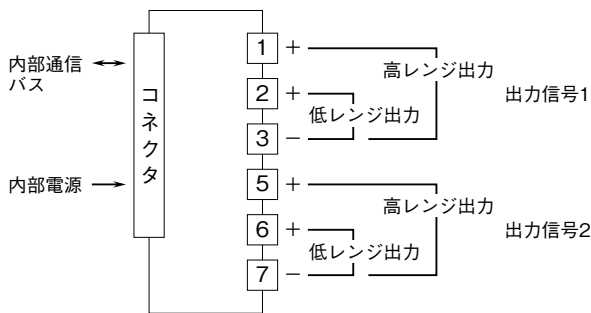 内部通信
バス
内部電源
コネクタ
1 +
2 +
3 −
5 +
6 +
7 −
高レンジ出力
低レンジ出力
出力信号1
高レンジ出力
低レンジ出力
出力信号2